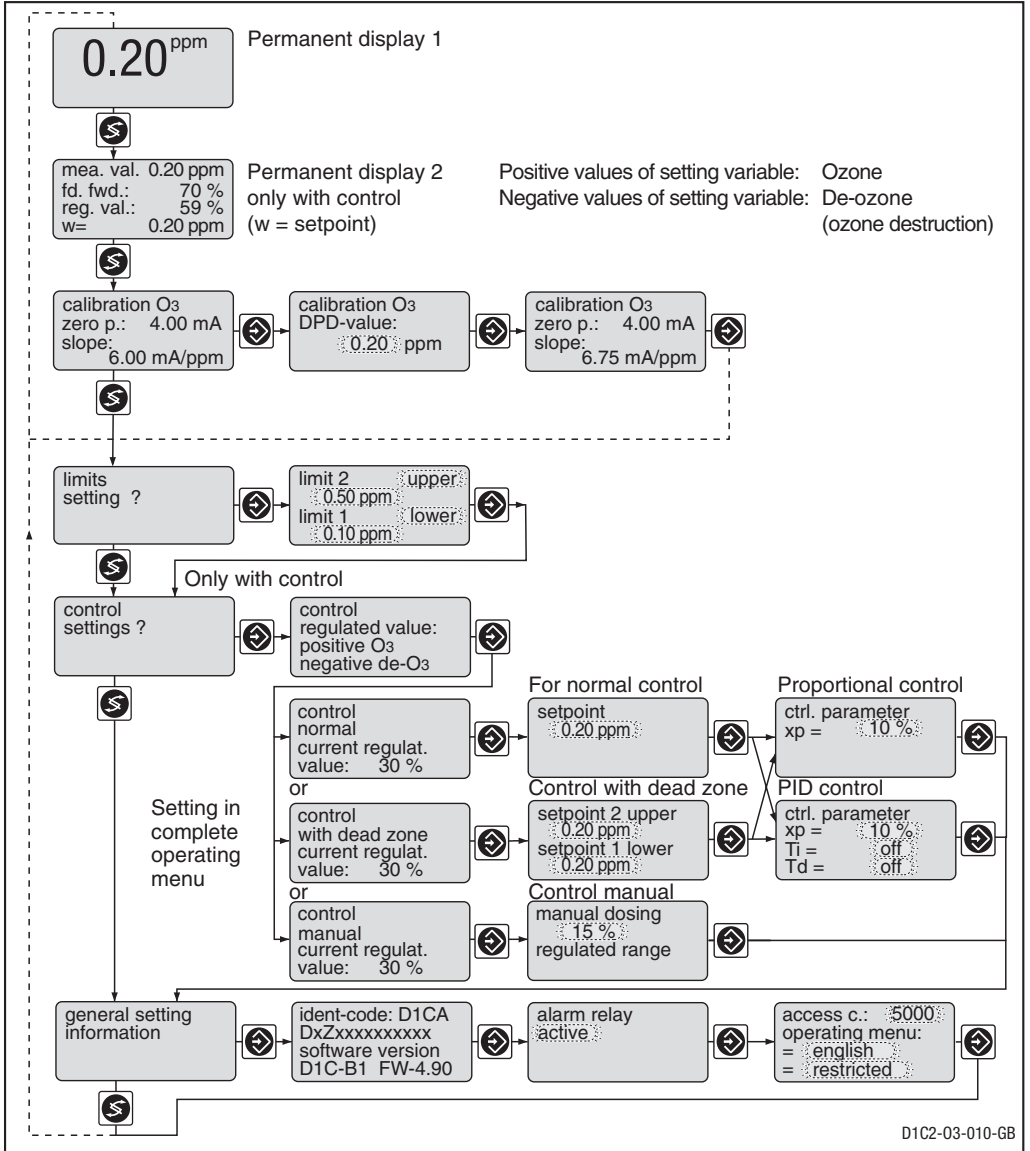 0.20 ppm
Permanent display 1
mea. val. 0.20 ppm
fd. fwd.: 70 %
reg. val.: 59 %
w= 0.20 ppm
Permanent display 2
only with control
(w = setpoint)
Positive values of setting variable: Ozone
Negative values of setting variable: De-ozone
(ozone destruction)
calibration O3
zero p.: 4.00 mA
slope:
6.00 mA/ppm
calibration O3
DPD-value:
0.20 ppm
calibration O3
zero p.: 4.00 mA
slope:
6.75 mA/ppm
limits
setting ?
limit 2 upper
0.50 ppm
limit 1 lower
0.10 ppm
Only with control
control
settings ?
control
regulated value:
positive O3
negative de-O3
Setting in
complete
operating
menu
control
normal
current regulat.
value: 30 %
For normal control
setpoint
0.20 ppm
Proportional control
ctrl. parameter
xp = 10 %
or
control
with dead zone
current regulat.
value: 30 %
Control with dead zone
setpoint 2 upper
0.20 ppm
setpoint 1 lower
0.20 ppm
PID control
ctrl. parameter
xp = 10 %
Ti = off
Td = off
or
control
manual
current regulat.
value: 30 %
Control manual
manual dosing
15 %
regulated range
general setting
information
ident-code: D1CA
DxZxxxxxxxxxx
software version
D1C-B1 FW-4.90
alarm relay
active
access c.: 5000
operating menu:
= english
= restricted
D1C2-03-010-GB